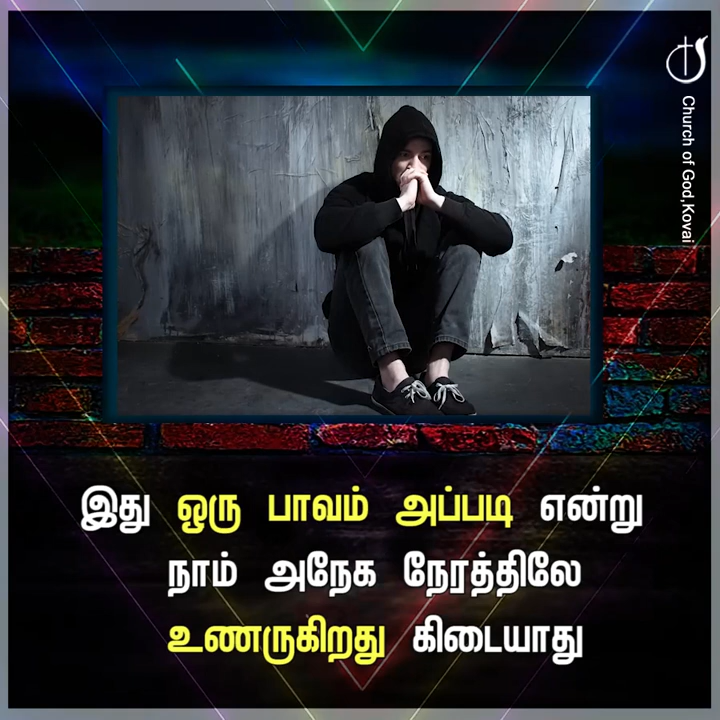 Church of God,Kovai
இது ஒரு பாவம் அப்படி என்று
நாம் அநேக நேரத்திலே
உணருகிறது கிடையாது